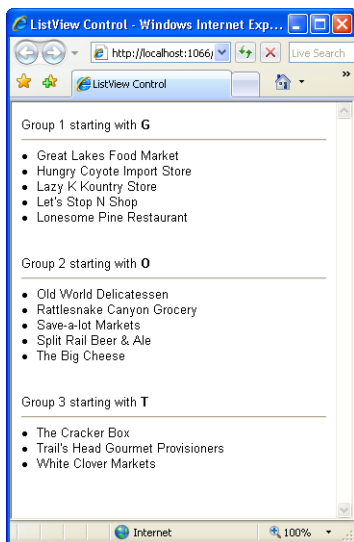 ListView Control - Windows Internet Exp...
http://localhost:1066/
Live Search
ListView Control
»
Group 1 starting with G
• Great Lakes Food Market
• Hungry Coyote Import Store
• Lazy K Kountry Store
• Let's Stop N Shop
• Lonesome Pine Restaurant
Group 2 starting with O
• Old World Delicatessen
• Rattlesnake Canyon Grocery
• Save-a-lot Markets
• Split Rail Beer & Ale
• The Big Cheese
Group 3 starting with T
• The Cracker Box
• Trail's Head Gourmet Provisioners
• White Clover Markets
Internet
100%